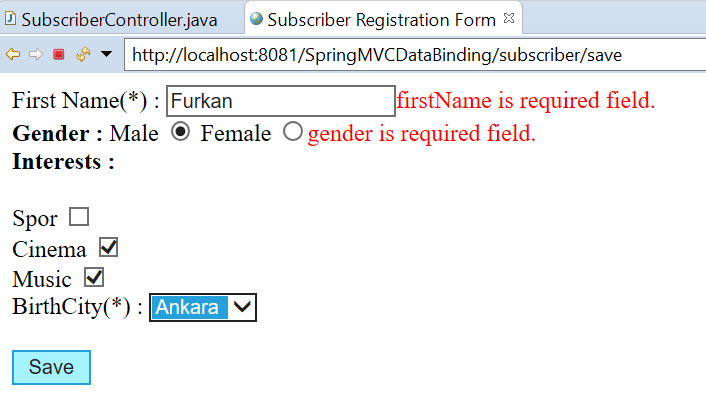 SubscriberController.java Subscriber Registration Form
http://localhost:8081/SpringMVCDataBinding/subscriber/save
First Name(*) : Furkan firstName is required field.
Gender : Male Female gender is required field.
Interests :
Spor
Cinema
Music
BirthCity(*) : Ankara
Save